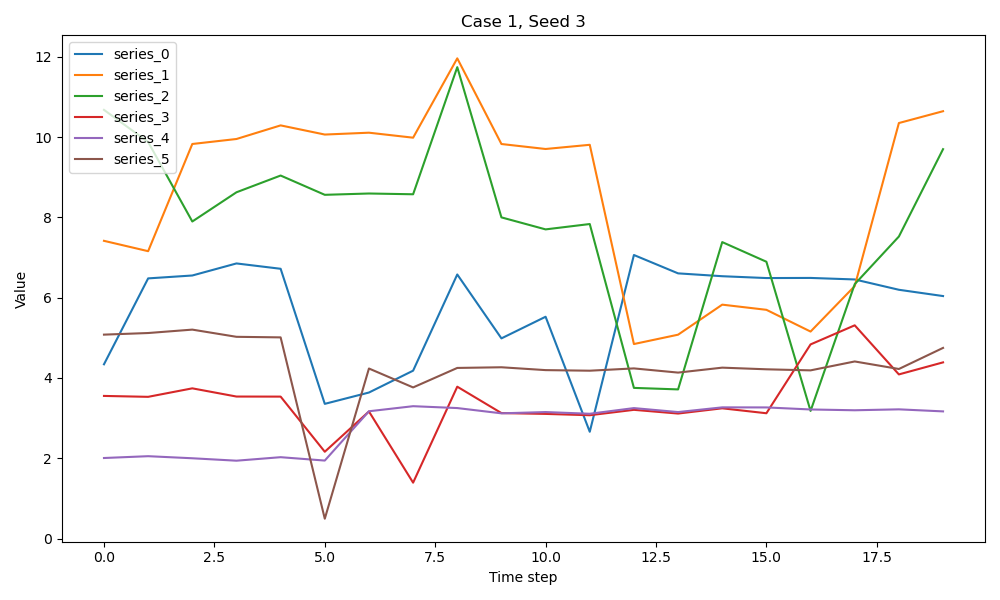 Case 1, Seed 3
series_0
series_1
series_2
series_3
series_4
series_5
Value
12
10
8
6
4
2
0
0.0 2.5 5.0 7.5 10.0 12.5 15.0 17.5
Time step